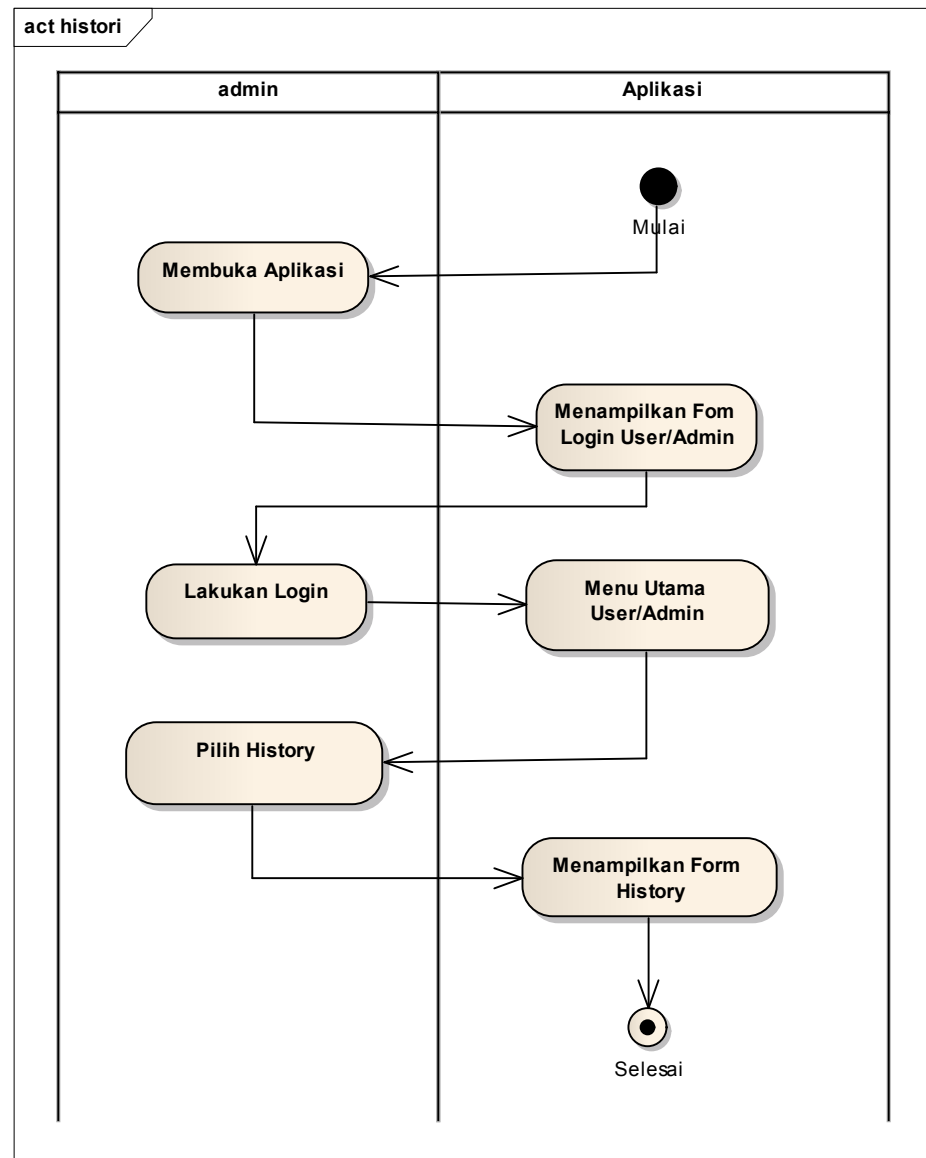 act histori
admin
Aplikasi
Mulai
Membuka Aplikasi
Menampilkan Fom
Login User/Admin
Lakukan Login
Menu Utama
User/Admin
Pilih History
Menampilkan Form
History
Selesai